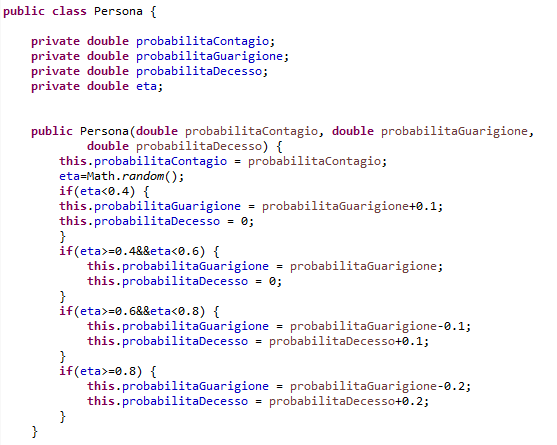 public class Persona {
private double probabilitaContagio;
private double probabilitaGuarigione;
private double probabilitaDecesso;
private double eta;
public Persona(double probabilitaContagio, double probabilitaGuarigione,
double probabilitaDecesso) {
this.probabilitaContagio = probabilitaContagio;
eta=Math.random();
if(eta<0.4) {
this.probabilitaGuarigione = probabilitaGuarigione+0.1;
this.probabilitaDecesso = 0;
}
if(eta>=0.4&&eta<0.6) {
this.probabilitaGuarigione = probabilitaGuarigione;
this.probabilitaDecesso = 0;
}
if(eta>=0.6&&eta<0.8) {
this.probabilitaGuarigione = probabilitaGuarigione-0.1;
this.probabilitaDecesso = probabilitaDecesso+0.1;
}
if(eta>=0.8) {
this.probabilitaGuarigione = probabilitaGuarigione-0.2;
this.probabilitaDecesso = probabilitaDecesso+0.2;
}
}